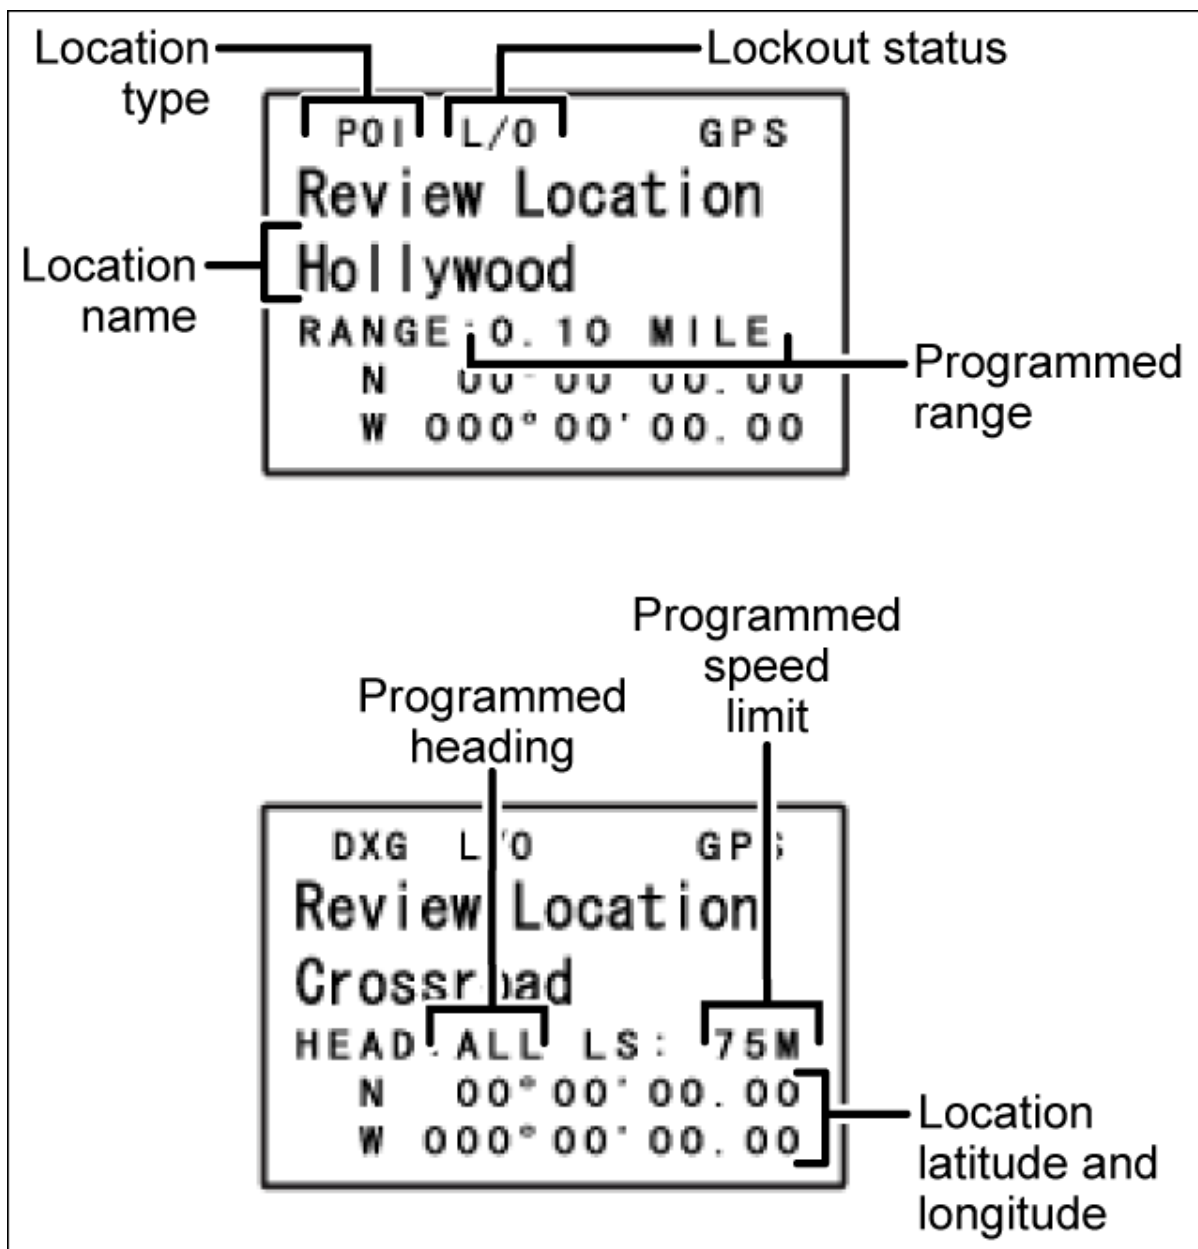 Location
type
Lockout status
POI L/O GPS
Review Location
Location
name
Hollywood
RANGE:0.10 MILE
Programmed
range
N 00°00'00.00
W 000°00'00.00
Programmed
speed
limit
Programmed
heading
DXG L/O GPS
Review Location
Crossroad
HEAD:ALL LS: 75M
N 00°00'00.00
W 000°00'00.00
Location
latitude and
longitude